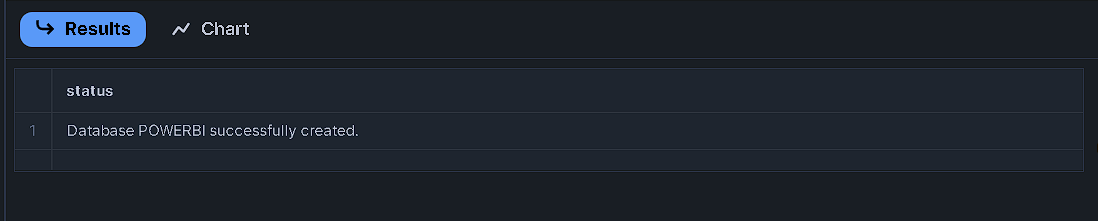 Results Chart
status
1 Database POWERBI successfully created.